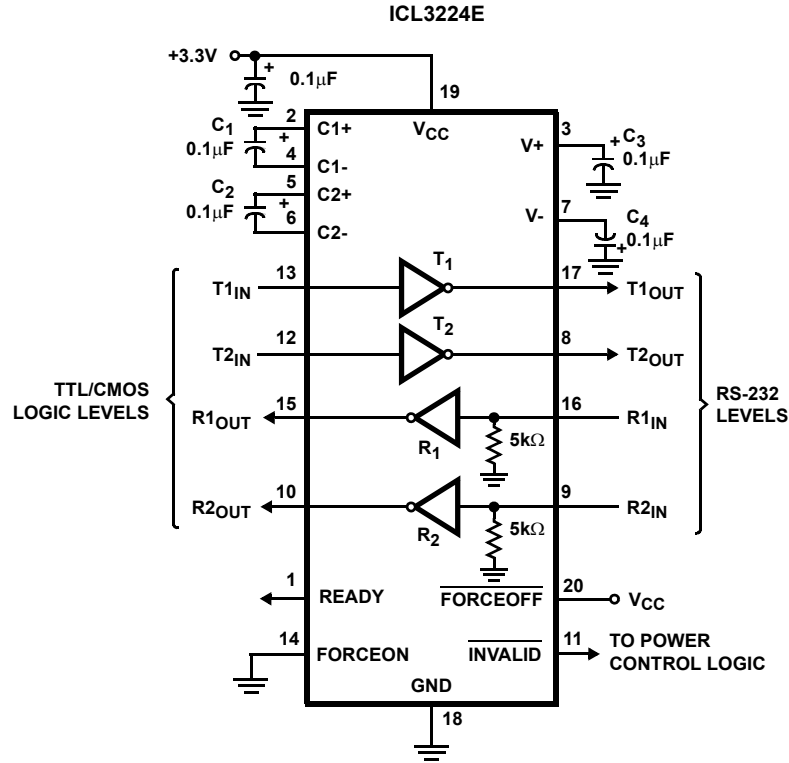 ICL3224E
+3.3V
+
0.1μF
19
2
C1+
VCC
3
C1
+
0.1μF
V+
+
C3
0.1μF
4
C1-
5
C2
+
0.1μF
C2+
7
6
V-
C4
0.1μF
+
C2-
T1
13
17
T1IN
T1OUT
T2
12
8
T2IN
T2OUT
TTL/CMOS
LOGIC LEVELS
RS-232
LEVELS
15
16
R1OUT
R1IN
R1
5kΩ
10
9
R2OUT
R2IN
R2
5kΩ
1
READY
FORCEOFF
20
VCC
14
FORCEON
INVALID
11
TO POWER
CONTROL LOGIC
GND
18